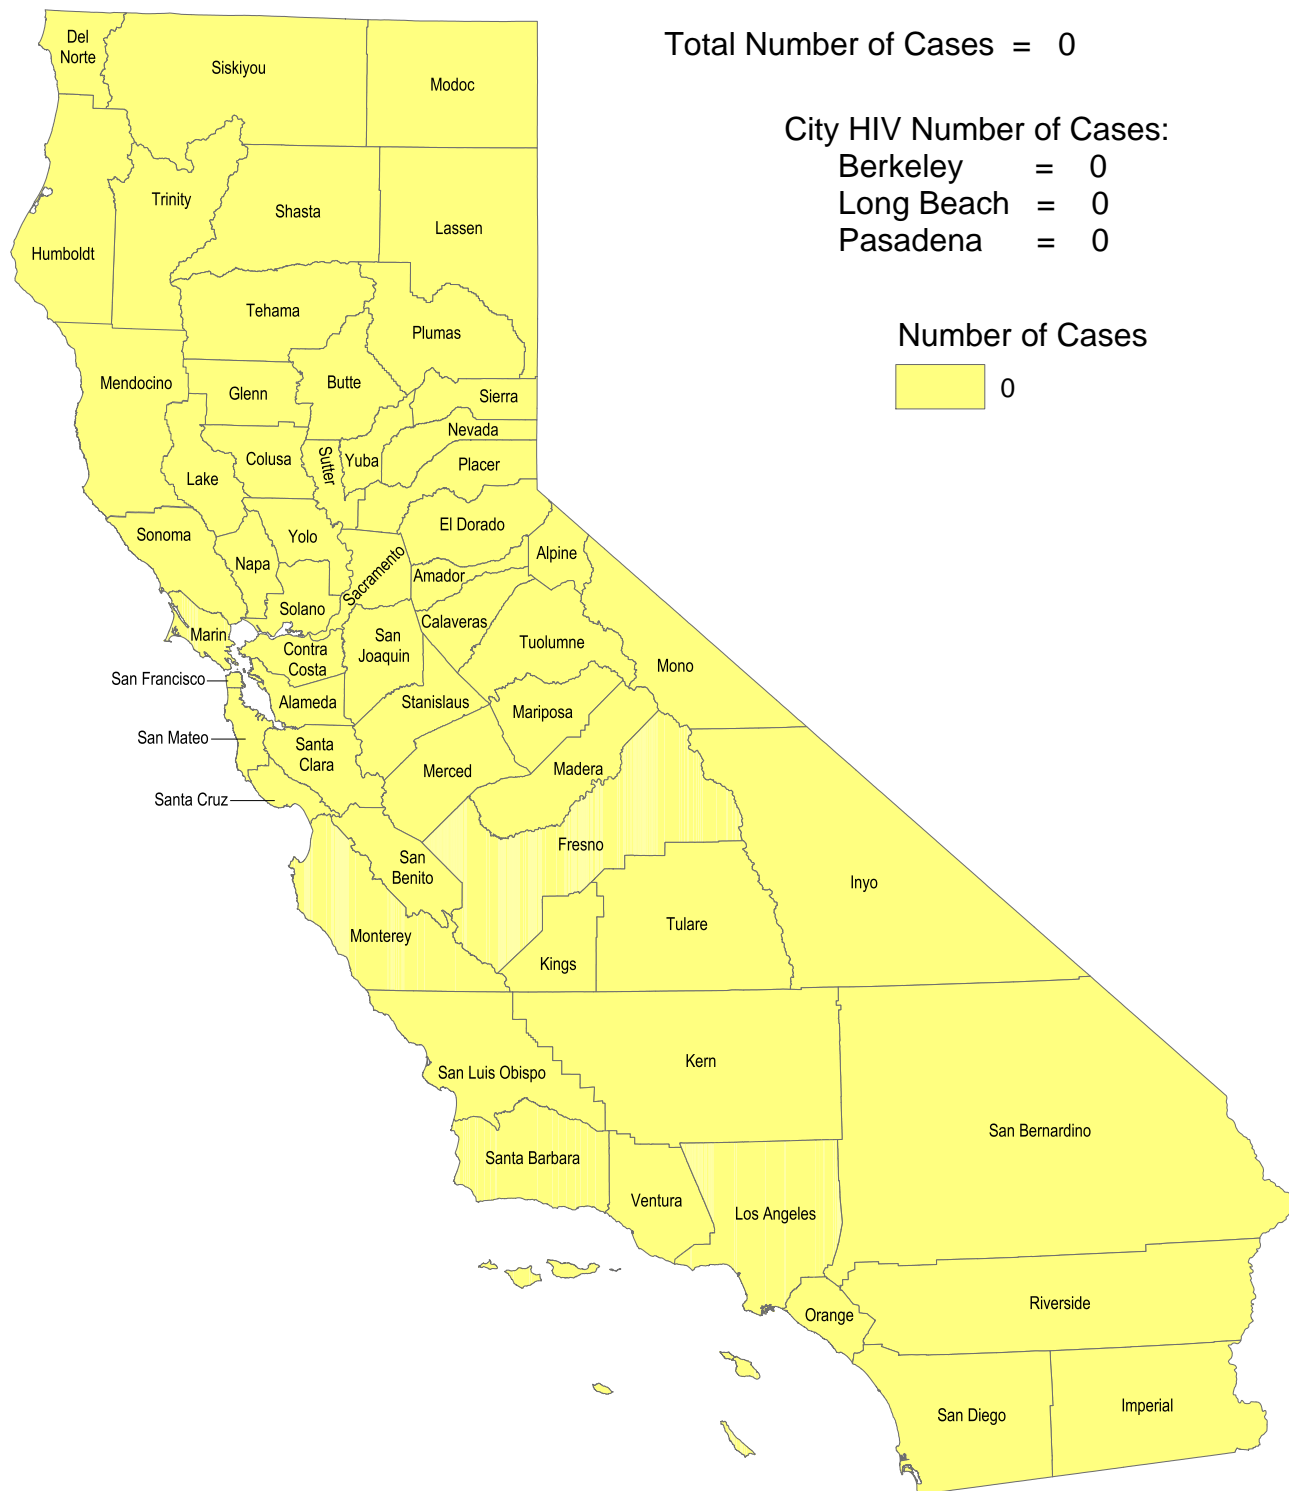 Total Number of Cases = 0
City HIV Number of Cases:
Berkeley = 0
Long Beach = 0
Pasadena = 0
Number of Cases
0
Del
Norte
Siskiyou
Modoc
Trinity
Shasta
Lassen
Humboldt
Tehama
Plumas
Mendocino
Glenn
Butte
Sierra
Nevada
Colusa
Sutter
Yuba
Placer
Lake
Sonoma
Yolo
El Dorado
Napa
Sacramento
Alpine
Amador
Solano
Calaveras
Marin
San
Joaquin
Tuolumne
Contra
Costa
Mono
San Francisco
Alameda
Stanislaus
Mariposa
San Mateo
Santa
Clara
Merced
Madera
Santa Cruz
Fresno
San
Benito
Inyo
Monterey
Tulare
Kings
San Luis Obispo
Kern
San Bernardino
Santa Barbara
Ventura
Los Angeles
Orange
Riverside
San Diego
Imperial